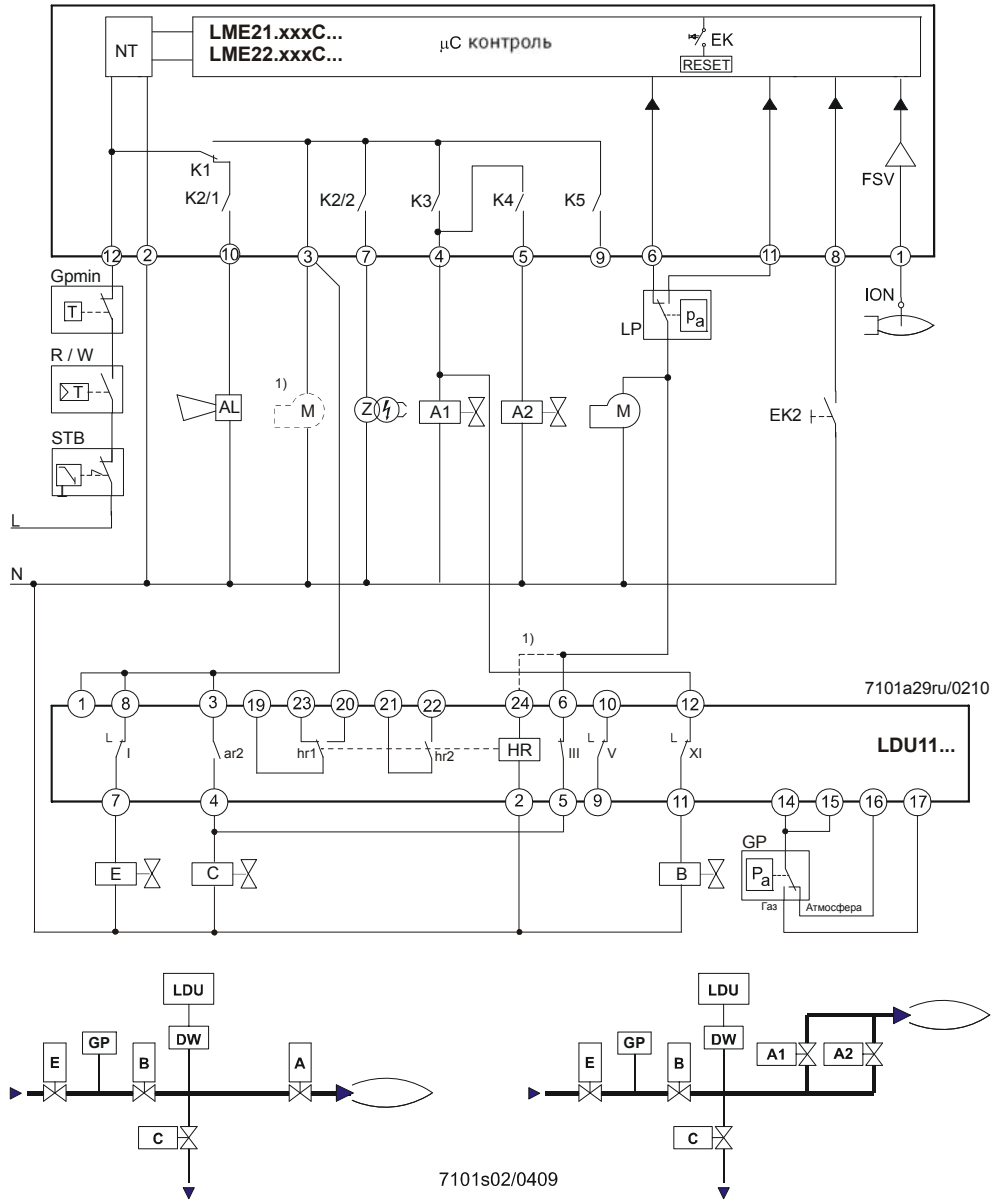 LME21.xxxC...
LME22.xxxC...
NT
µC контроль
EK
RESET
FSV
K1
K2/1
K2/2
K3
K4
K5
12
2
10
3
7
4
5
9
6
11
8
1
Gpmin
T
R / W
T
STB
L
N
AL
1)
M
Z
A1
A2
LP
pa
M
ION
EK2
1)
7101a29ru/0210
1
8
3
19
23
20
21
22
24
6
10
12
LDU11...
L
I
ar2
hr1
hr2
HR
III
L
V
L
XI
7
4
2
5
9
11
14
15
16
17
E
C
B
GP
Pa
Газ
Атмосфера
LDU
DW
E
GP
B
A
C
LDU
DW
E
GP
B
A1
A2
C
7101s02/0409